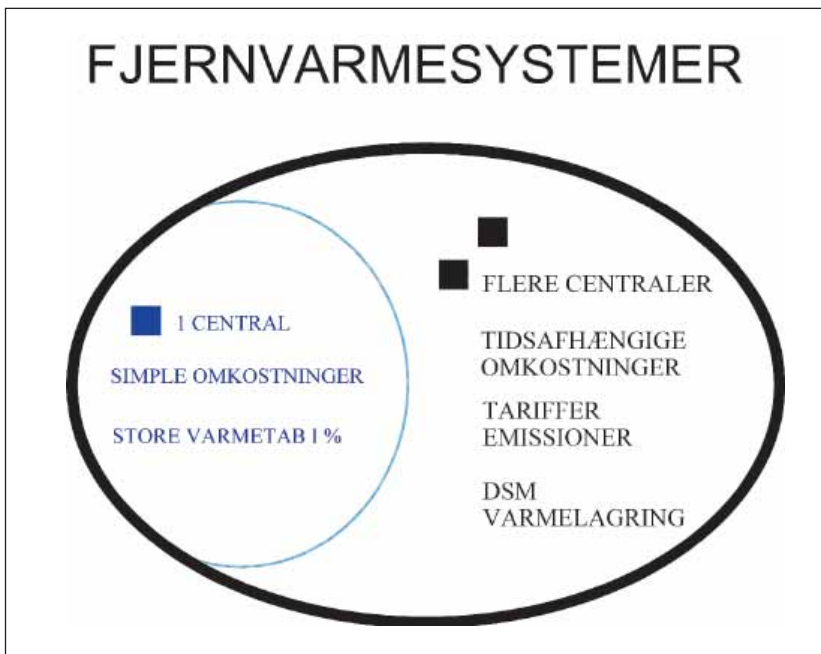 FJERNVARMESYSTEMER
1 CENTRAL
SIMPLE OMKOSTNINGER
STORE VARMETAB I %
FLERE CENTRALER
TIDSAFHÆNGIGE
OMKOSTNINGER
TARIFFER
EMISSIONER
DSM
VARMELAGRING